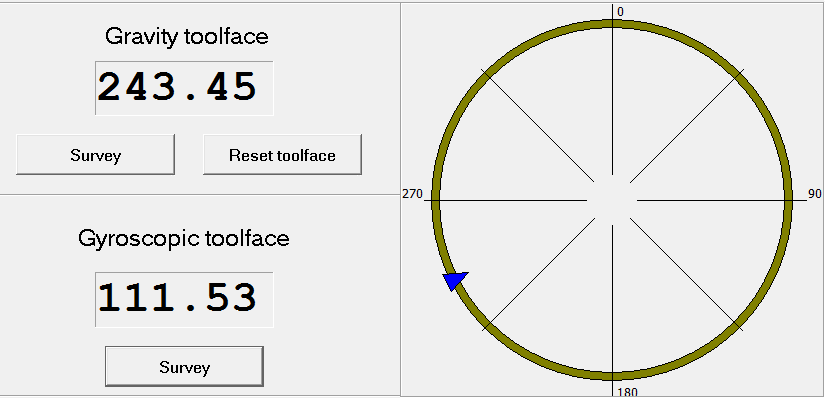 Gravity toolface
243.45
Survey
Reset toolface
Gyroscopic toolface
111.53
Survey
0
270
90
180